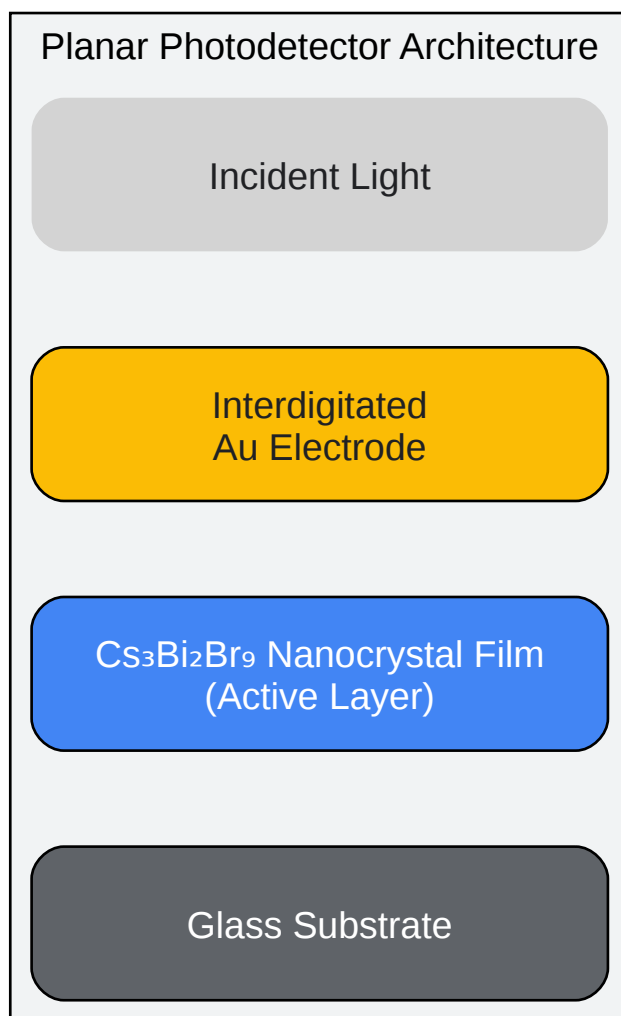 Planar Photodetector Architecture
Incident Light
Interdigitated
Au Electrode
Cs₃Bi₂Br₉ Nanocrystal Film
(Active Layer)
Glass Substrate